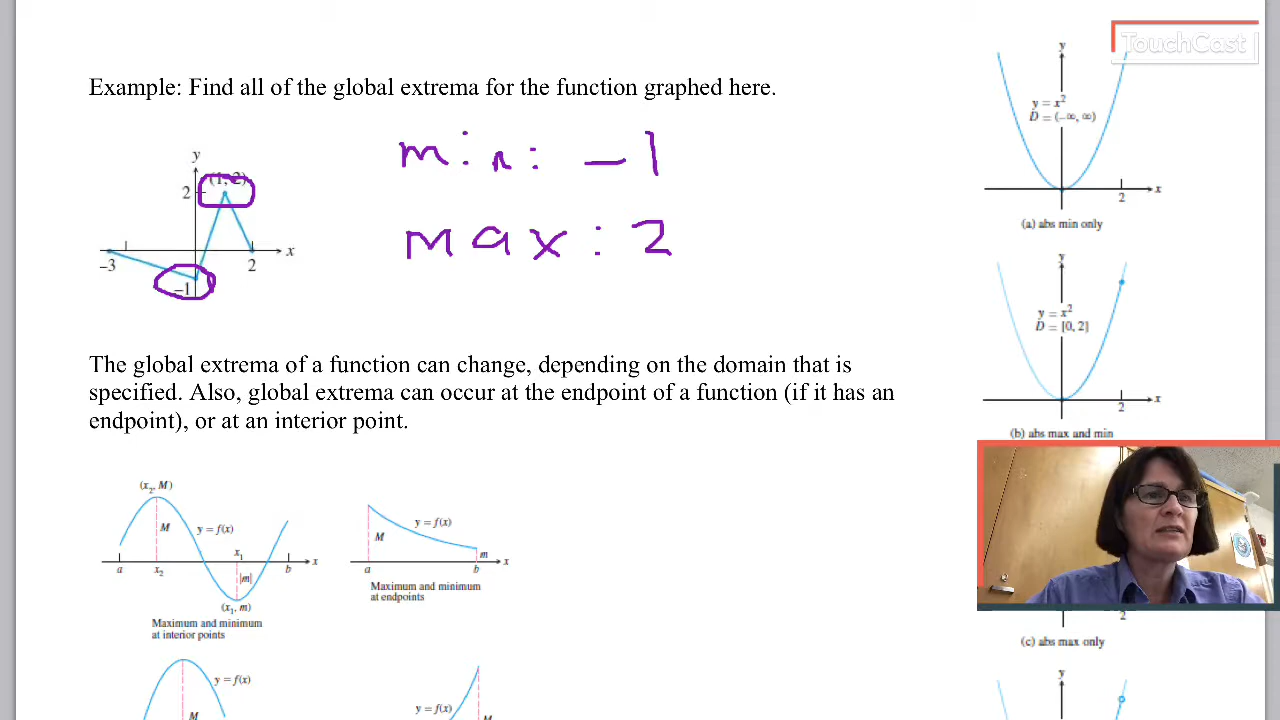 TouchCast
Example: Find all of the global extrema for the function graphed here.
min: -1
max: 2
y
(1, 2)
2
x
-3
2
-1
The global extrema of a function can change, depending on the domain that is
specified. Also, global extrema can occur at the endpoint of a function (if it has an
endpoint), or at an interior point.
(x₂, M)
M
y = f(x)
x₁
x
a
x₂
|m|
b
(x₁, m)
Maximum and minimum
at interior points
y = f(x)
M
m
x
a
b
Maximum and minimum
at endpoints
y = f(x)
M
y = f(x)
M
y
y = x²
D = (-∞, ∞)
x
2
(a) abs min only
y
y = x²
D = [0, 2]
x
2
(b) abs max and min
2
(c) abs max only
y